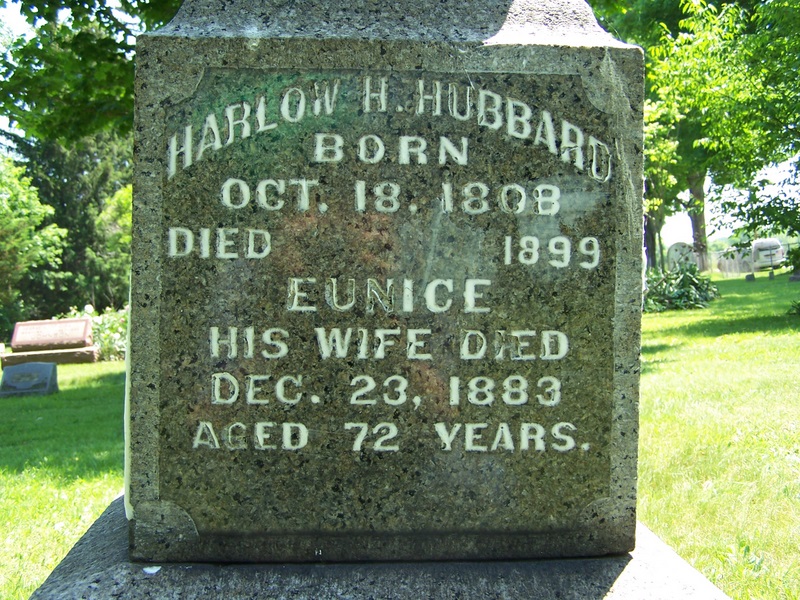 HARLOW H. HUBBARD
BORN
OCT. 18, 1808
DIED 1899
EUNICE
HIS WIFE DIED
DEC. 23, 1883
AGED 72 YEARS.